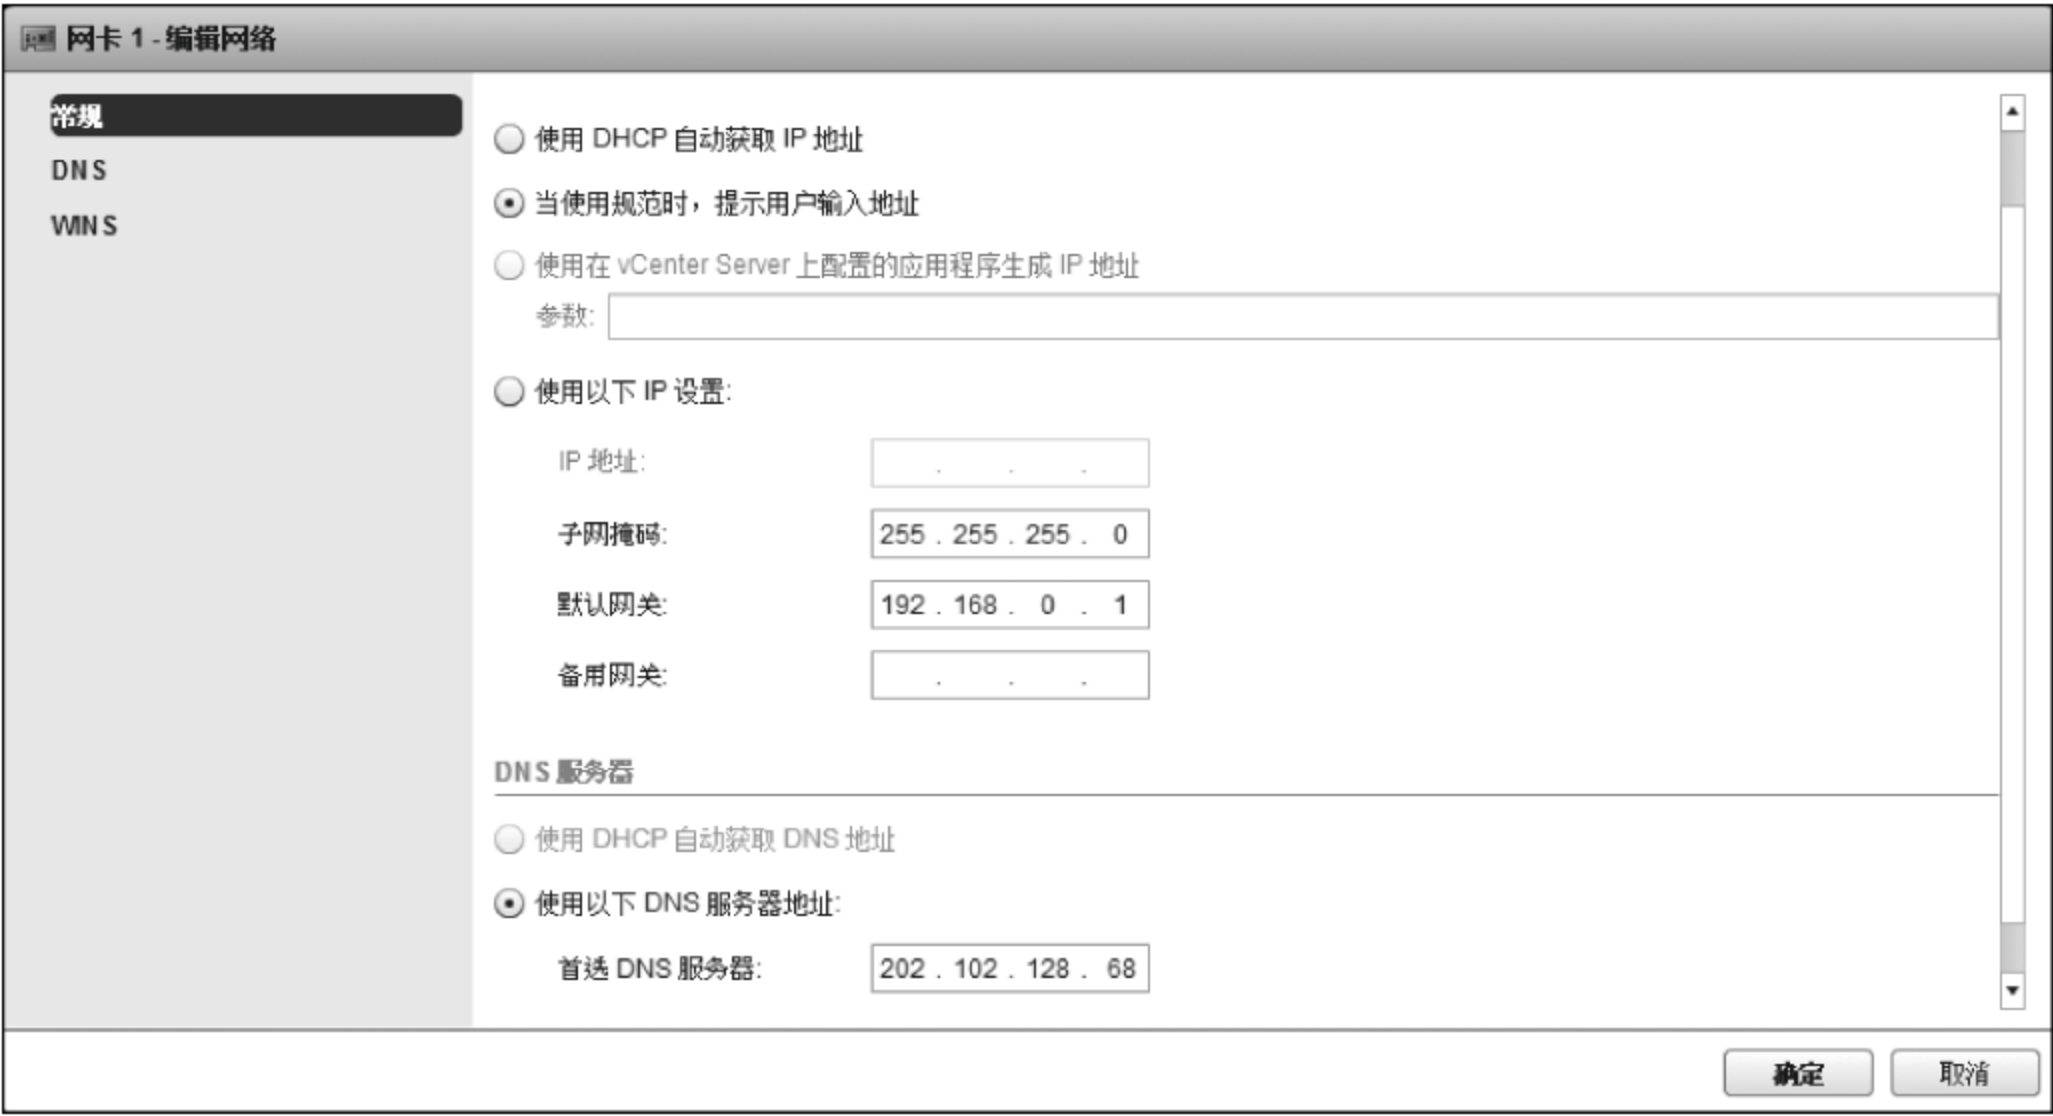 网卡 1 - 编辑网络
常规
DNS
WINS
使用 DHCP 自动获取 IP 地址
当使用规范时，提示用户输入地址
使用在 vCenter Server 上配置的应用程序生成 IP 地址
参数:
使用以下 IP 设置:
IP 地址: . . .
子网掩码: 255 . 255 . 255 . 0
默认网关: 192 . 168 . 0 . 1
备用网关: . . .
DNS 服务器
使用 DHCP 自动获取 DNS 地址
使用以下 DNS 服务器地址:
首选 DNS 服务器: 202 . 102 . 128 . 68
确定 取消